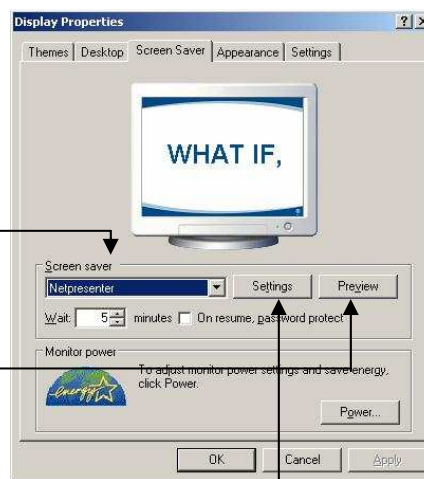 Display Properties
Themes Desktop Screen Saver Appearance Settings
WHAT IF,
Screen saver
Netpresenter Settings Preview
Wait: 5 minutes On resume, password protect
Monitor power
To adjust monitor power settings and save energy,
click Power.
energy
Power...
OK Cancel Apply